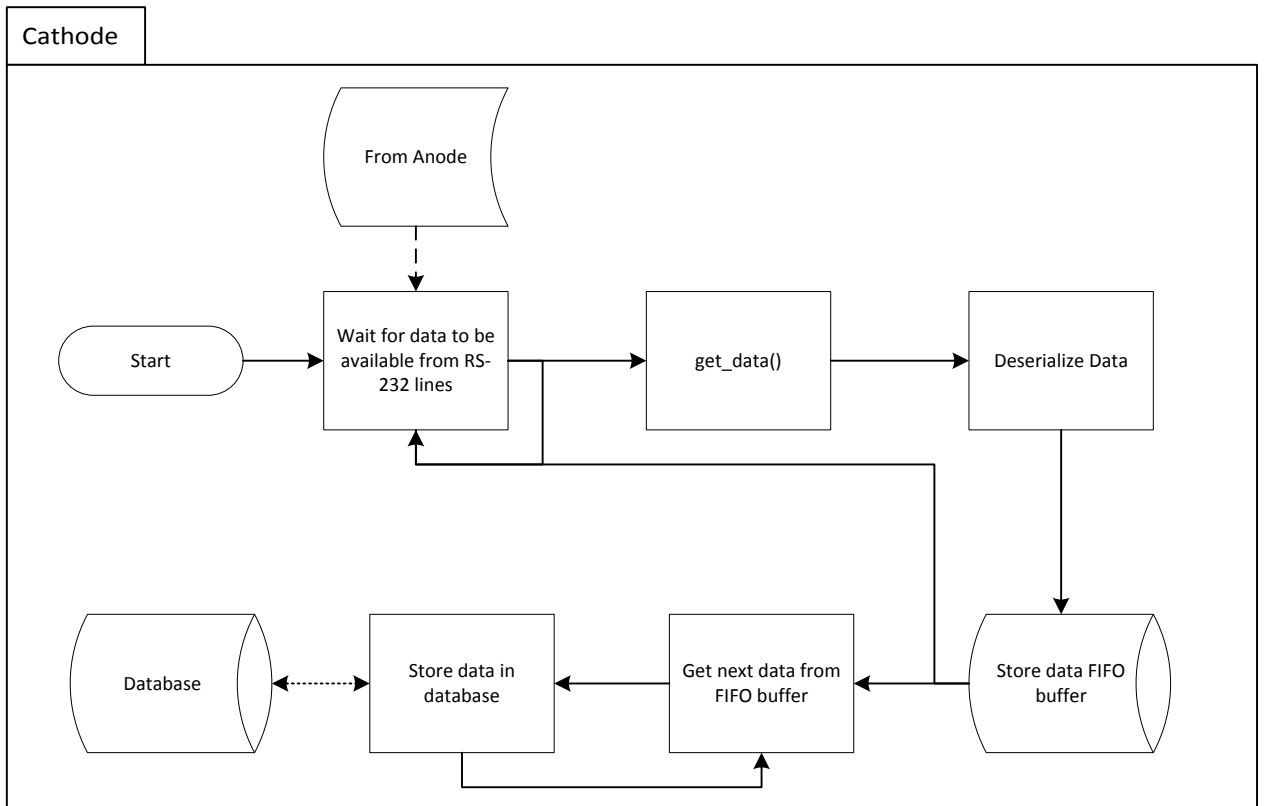 Cathode
From Anode
Start
Wait for data to be
available from RS-
232 lines
get_data()
Deserialize Data
Database
Store data in
database
Get next data from
FIFO buffer
Store data FIFO
buffer